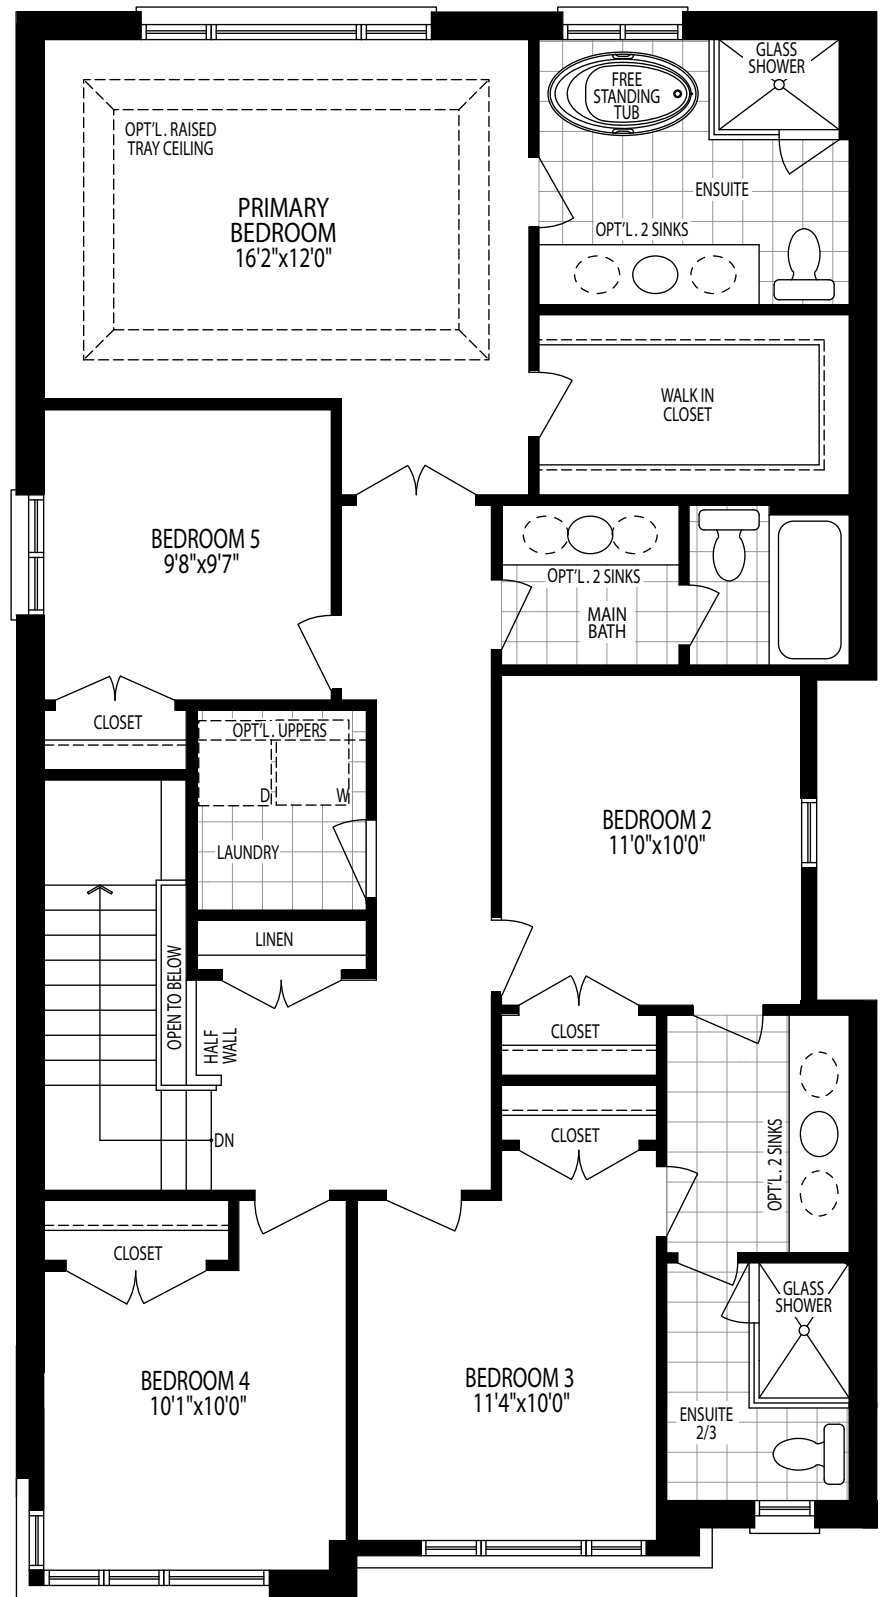 GLASS
SHOWER
FREE
STANDING
TUB
OPT'L. RAISED
TRAY CEILING
ENSUITE
PRIMARY
BEDROOM
16'2"x12'0"
OPT'L. 2 SINKS
WALK IN
CLOSET
BEDROOM 5
9'8"x9'7"
OPT'L. 2 SINKS
MAIN
BATH
CLOSET
OPT'L. UPPERS
D
W
LAUNDRY
BEDROOM 2
11'0"x10'0"
LINEN
OPEN TO BELOW
HALF
WALL
CLOSET
CLOSET
DN
OPT'L. 2 SINKS
CLOSET
GLASS
SHOWER
BEDROOM 4
10'1"x10'0"
BEDROOM 3
11'4"x10'0"
ENSUITE
2/3